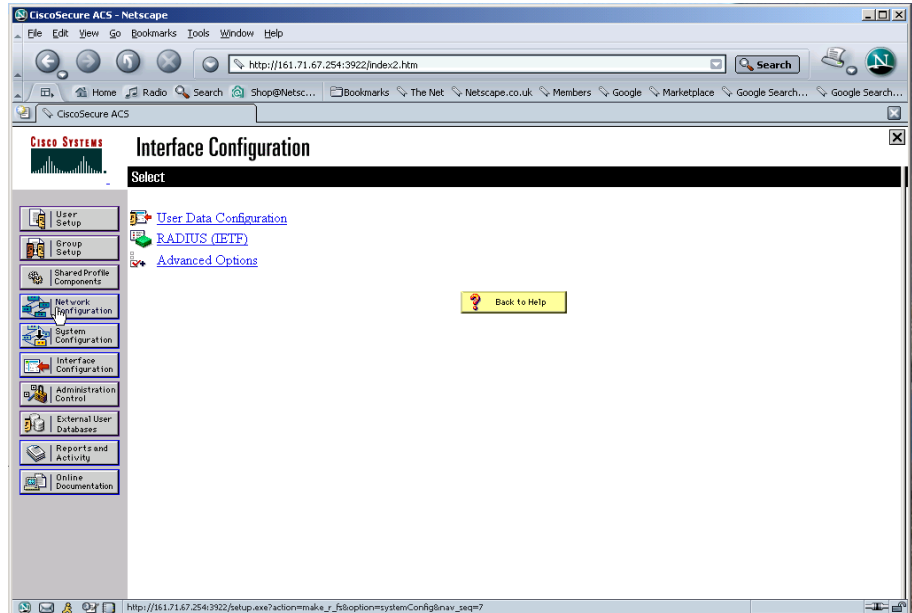 CiscoSecure ACS - Netscape
File Edit View Go Bookmarks Tools Window Help
http://161.71.67.254:3922/index2.htm
Search
Home Radio Search Shop@Netsc... Bookmarks The Net Netscape.co.uk Members Google Marketplace Google Search... Google Search...
CiscoSecure ACS
CISCO SYSTEMS
Interface Configuration
Select
User Setup
Group Setup
Shared Profile Components
Network Configuration
System Configuration
Interface Configuration
Administration Control
External User Databases
Reports and Activity
Online Documentation
User Data Configuration
RADIUS (IETF)
Advanced Options
? Back to Help
http://161.71.67.254:3922/setup.exe?action=make_r_fs&option=systemConfig&nav_seq=7